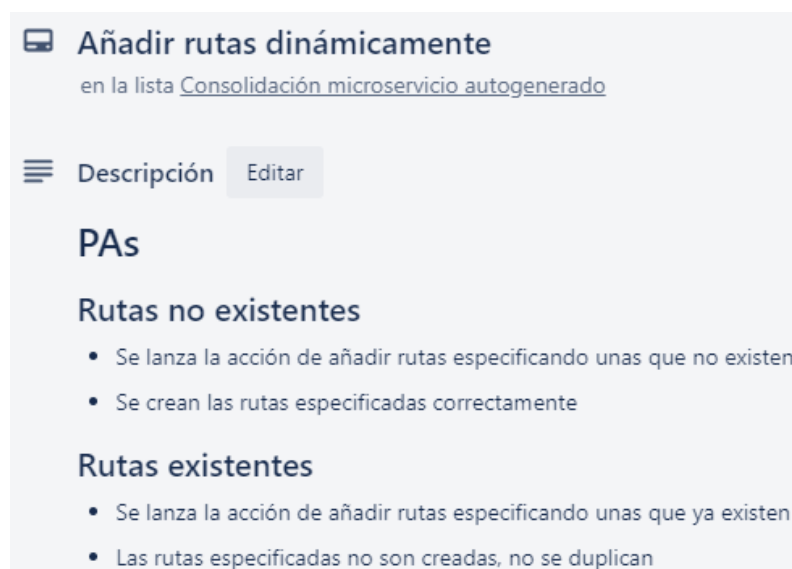 Añadir rutas dinámicamente
en la lista Consolidación microservicio autogenerado
Descripción Editar
PAs
Rutas no existentes
• Se lanza la acción de añadir rutas especificando unas que no existen
• Se crean las rutas especificadas correctamente
Rutas existentes
• Se lanza la acción de añadir rutas especificando unas que ya existen
• Las rutas especificadas no son creadas, no se duplican